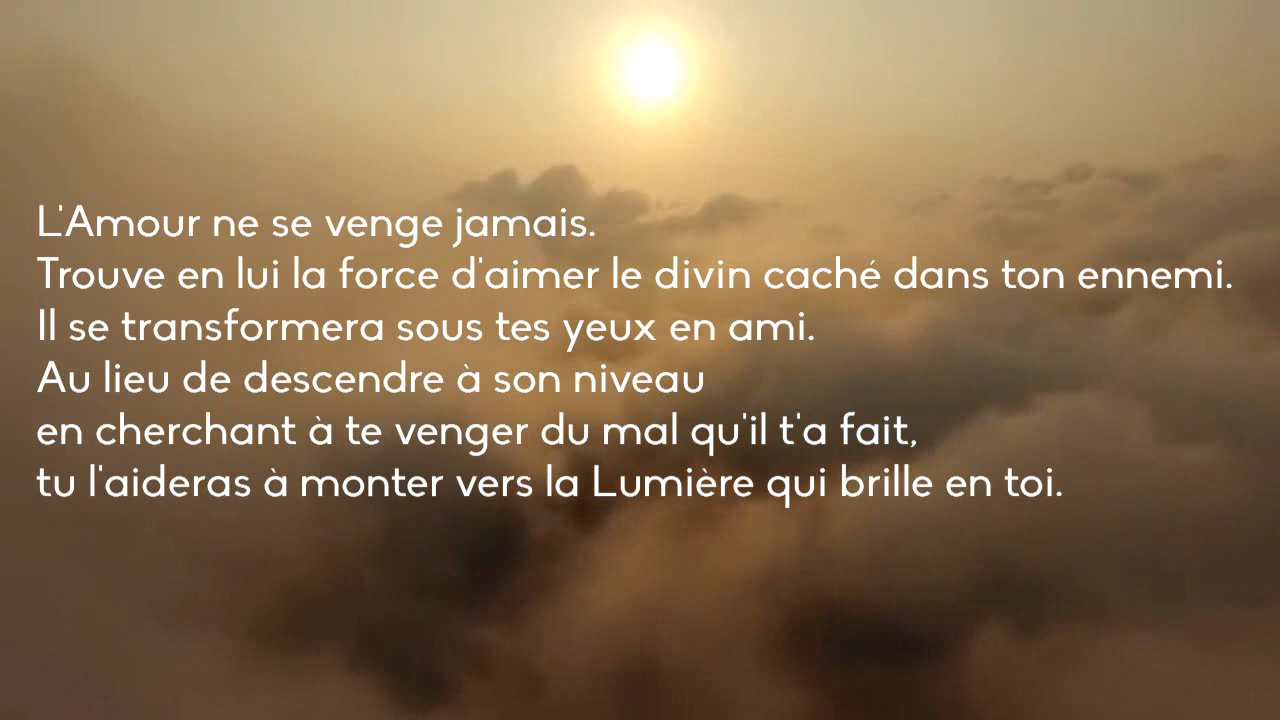 L'Amour ne se venge jamais.
Trouve en lui la force d'aimer le divin caché dans ton ennemi.
Il se transformera sous tes yeux en ami.
Au lieu de descendre à son niveau
en cherchant à te venger du mal qu'il t'a fait,
tu l'aideras à monter vers la Lumière qui brille en toi.